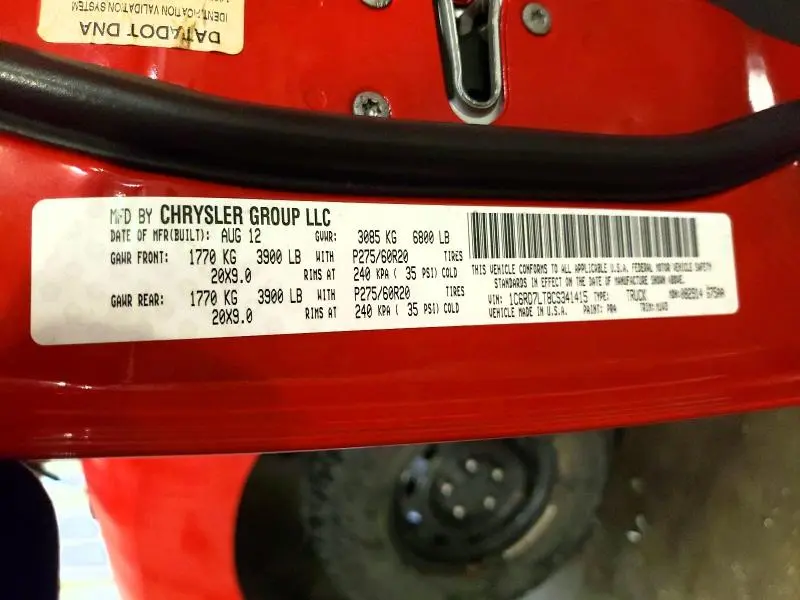 DATADOT DNA
IDENTIFICATION VALIDATION SYSTEM
MFD BY CHRYSLER GROUP LLC
DATE OF MFR(BUILT): AUG 12 GVWR: 3085 KG 6800 LB
GAWR FRONT: 1770 KG 3900 LB WITH P275/60R20 TIRES
20X9.0 RIMS AT 240 KPA ( 35 PSI) COLD
GAWR REAR: 1770 KG 3900 LB WITH P275/60R20 TIRES
20X9.0 RIMS AT 240 KPA ( 35 PSI) COLD
THIS VEHICLE CONFORMS TO ALL APPLICABLE U.S.A. FEDERAL MOTOR VEHICLE SAFETY
STANDARDS IN EFFECT ON THE DATE OF MANUFACTURE SHOWN ABOVE.
VIN: 1C6RD7LT8CS341415 TYPE: TRUCK MDH: 082914 575AA
VEHICLE MADE IN U.S.A. PAINT: PR4 TRIM: